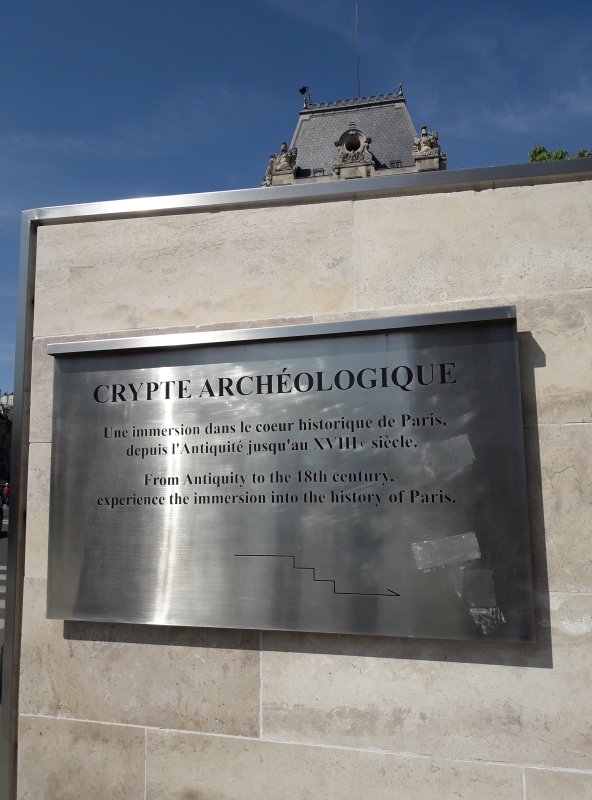 CRYPTE ARCHÉOLOGIQUE
Une immersion dans le coeur historique de Paris,
depuis l'Antiquité jusqu'au XVIIIe siècle.
From Antiquity to the 18th century,
experience the immersion into the history of Paris.